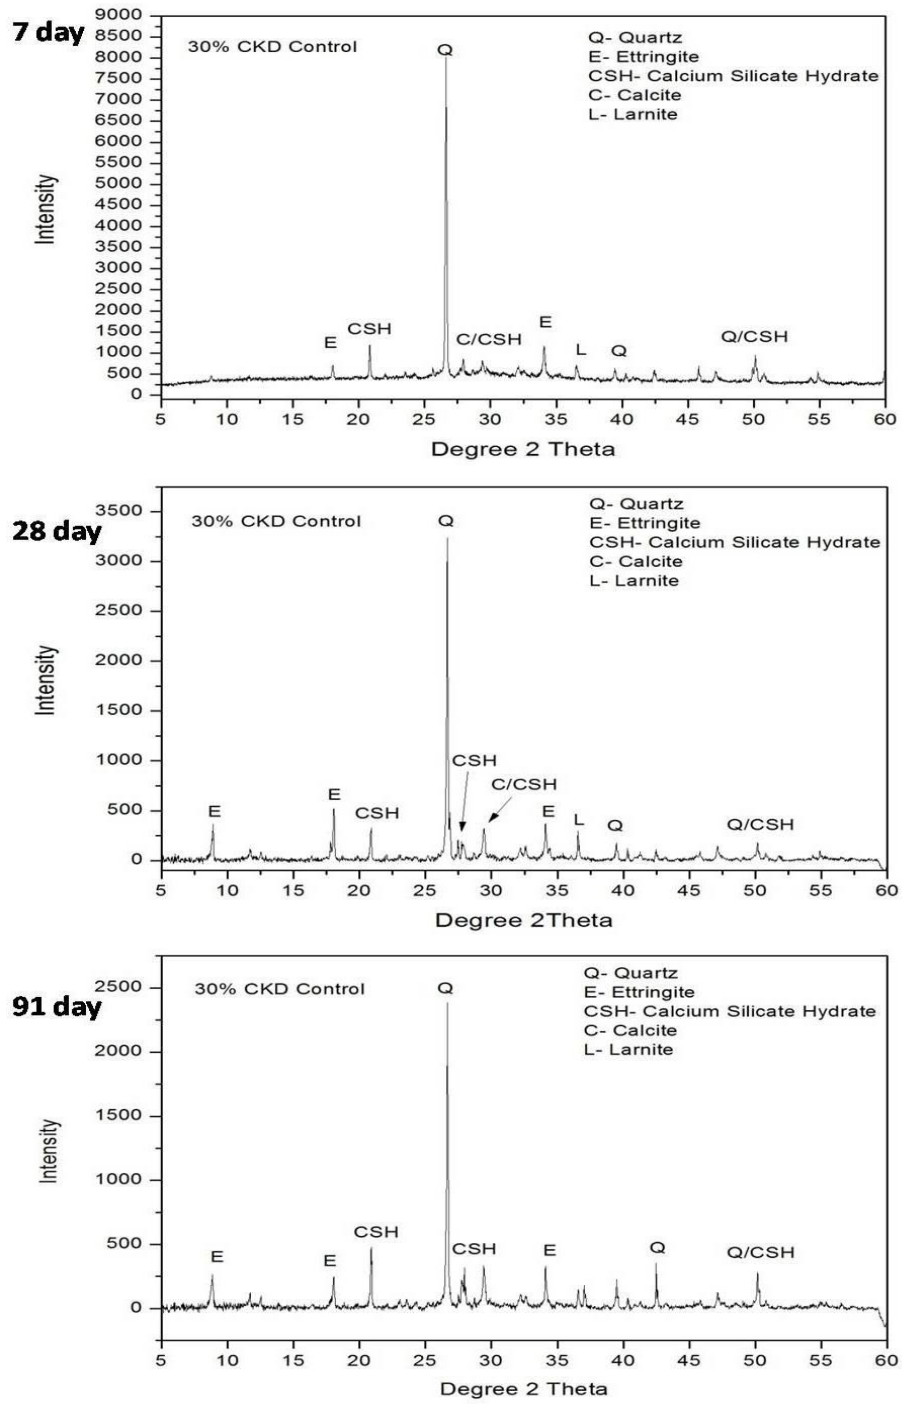 7 day
9000
8500
8000
7500
7000
6500
6000
5500
5000
4500
4000
3500
3000
2500
2000
1500
1000
500
0
Intensity
30% CKD Control
Q- Quartz
E- Ettringite
CSH- Calcium Silicate Hydrate
C- Calcite
L- Larnite
E
CSH
Q
C/CSH
E
L
Q
Q/CSH
5 10 15 20 25 30 35 40 45 50 55 60
Degree 2 Theta
28 day
3500
3000
2500
2000
1500
1000
500
0
Intensity
30% CKD Control
Q- Quartz
E- Ettringite
CSH- Calcium Silicate Hydrate
C- Calcite
L- Larnite
E
E
CSH
Q
CSH
C/CSH
E
L
Q
Q/CSH
5 10 15 20 25 30 35 40 45 50 55 60
Degree 2Theta
91 day
2500
2000
1500
1000
500
0
Intensity
30% CKD Control
Q- Quartz
E- Ettringite
CSH- Calcium Silicate Hydrate
C- Calcite
L- Larnite
E
E
CSH
Q
CSH
E
Q
Q/CSH
5 10 15 20 25 30 35 40 45 50 55 60
Degree 2 Theta